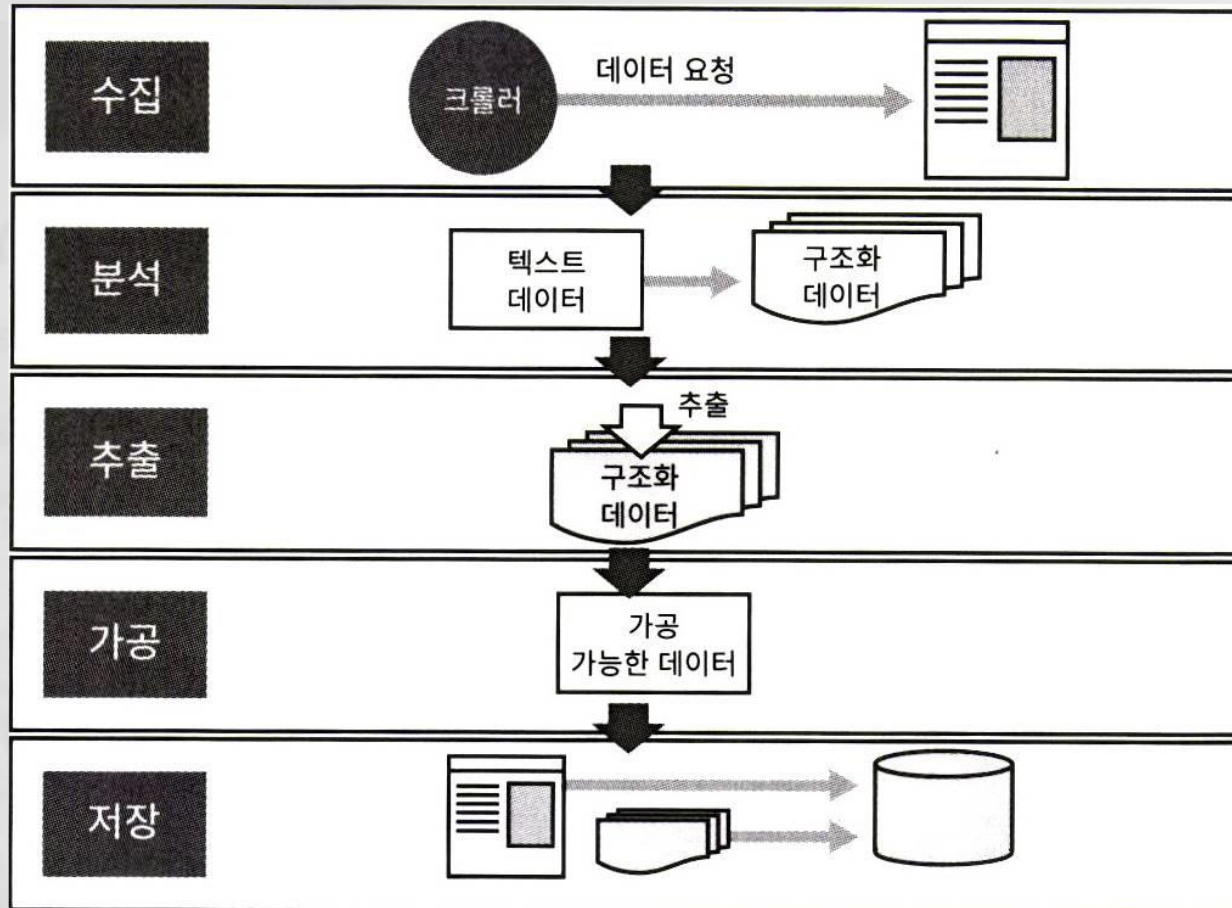 수집
크롤러
데이터 요청
분석
텍스트
데이터
구조화
데이터
추출
추출
구조화
데이터
가공
가공
가능한 데이터
저장